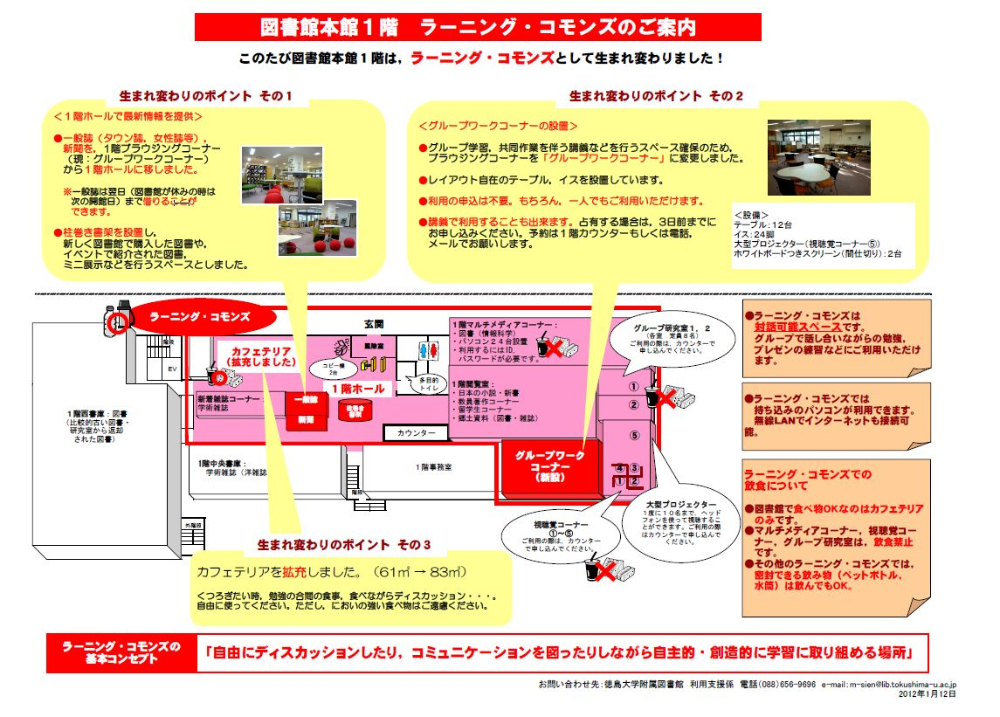 図書館本館１階　ラーニング・コモンズのご案内
このたび図書館本館１階は，ラーニング・コモンズとして生まれ変わりました！
生まれ変わりのポイント その１
＜１階ホールで最新情報を提供＞
●一般誌（タウン誌，女性誌等），
新聞を，１階ブラウジングコーナー
（現：グループワークコーナー）
から１階ホールに移しました。
※一般誌は翌日（図書館が休みの時は
次の開館日）まで借りることが
できます。
●柱巻き書架を設置し，
新しく図書館で購入した図書や，
イベントで紹介された図書，
ミニ展示などを行うスペースとしました。
生まれ変わりのポイント その２
＜グループワークコーナーの設置＞
●グループ学習，共同作業を伴う講義などを行うスペース確保のため，
ブラウジングコーナーを「グループワークコーナー」に変更しました。
●レイアウト自在のテーブル，イスを設置しています。
●利用の申込は不要。もちろん，一人でもご利用いただけます。
●講義で利用することも出来ます。占有する場合は，３日前までに
お申し込みください。予約は１階カウンターもしくは電話，
メールでお願いします。
＜設備＞
テーブル：１２台
イス：２４脚
大型プロジェクター（視聴覚コーナー⑤）
ホワイトボードつきスクリーン（間仕切り）：２台
ラーニング・コモンズ
玄関
階段
EV
カフェテリア
（拡充しました）
コピー機
2台
風除室
多目的
トイレ
１階ホール
新着雑誌コーナー：
学術雑誌
一般誌
新聞
柱巻き
書架
カウンター
１階マルチメディアコーナー：
・図書（情報科学）
・パソコン２４台設置
・利用するにはID，
パスワードが必要です。
１階閲覧室：
・日本の小説・新書
・教員著作コーナー
・留学生コーナー
・郷土資料（図書・雑誌）
グループ研究室１，２
（各室　定員８名）
ご利用の際は，カウンターで
申し込んでください。
①
②
⑤
④ ③
① ②
１階西書庫：図書
（比較的古い図書・
研究室から返却
された図書）
１階中央書庫：
学術雑誌（洋雑誌
階段
１階事務室
グループワーク
コーナー
（新設）
外階段
視聴覚コーナー
①～⑤
ご利用の際は，カウンター
で申し込んでください。
大型プロジェクター
１度に１０名まで，ヘッド
フォンを使って視聴するこ
とができます。ご利用の際
はカウンターで申し込んで
ください。
●ラーニング・コモンズは
対話可能スペースです。
グループで話し合いながらの勉強，
プレゼンの練習などにご利用いただけ
ます。
●ラーニング・コモンズでは
持ち込みのパソコンが利用できます。
無線LANでインターネットも接続可
能。
ラーニング・コモンズでの
飲食について
●図書館で食べ物OKなのはカフェテリア
のみです。
●マルチメディアコーナー，視聴覚コー
ナー，グループ研究室は，飲食禁止
です。
●その他のラーニング・コモンズでは，
密封できる飲み物（ペットボトル，
水筒）は飲んでもOK。
生まれ変わりのポイント その３
カフェテリアを拡充しました。（61㎡ → 83㎡）
＜くつろぎたい時，勉強の合間の食事，食べながらディスカッション・・・。
自由に使ってください。ただし，においの強い食べ物はご遠慮ください。
ラーニング・コモンズの
基本コンセプト
「自由にディスカッションしたり，コミュニケーションを図ったりしながら自主的・創造的に学習に取り組める場所」
お問い合わせ先：徳島大学附属図書館　利用支援係　電話（088）656-9696　e-mail：m-sien@lib.tokushima-u.ac.jp
2012年1月12日